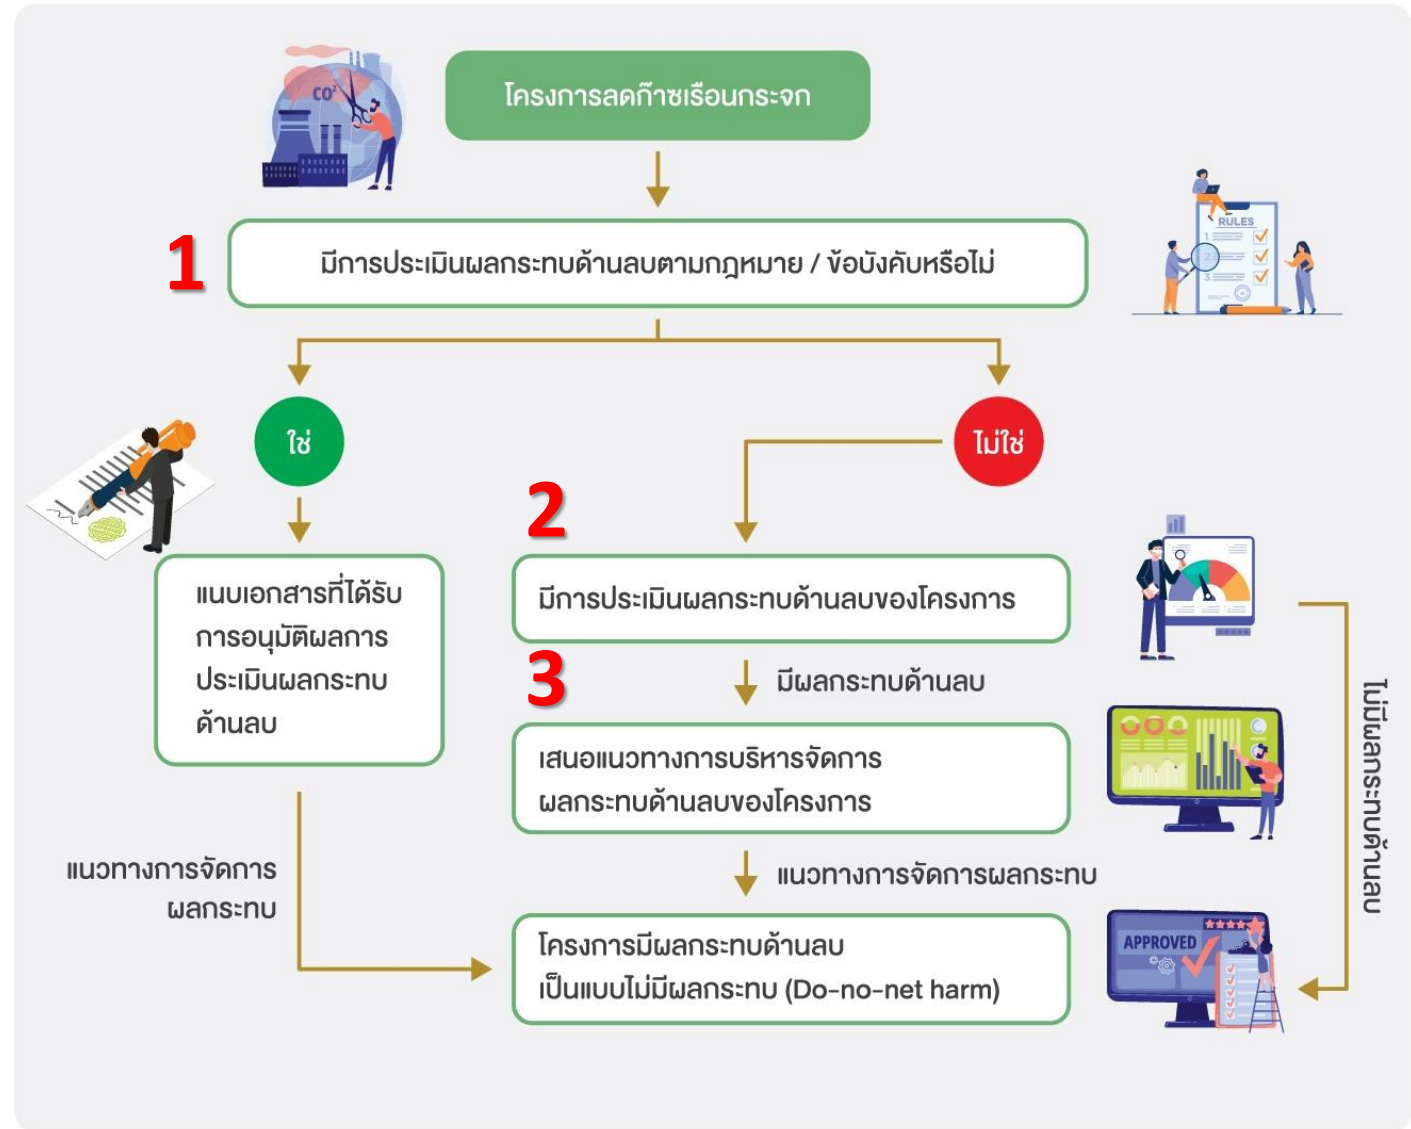 CO²
โครงการลดก๊าซเรือนกระจก
1
มีการประเมินผลกระทบด้านลบตามกฎหมาย / ข้อบังคับหรือไม่
RULES
1
2
3
ใช่
ไม่ใช่
แนบเอกสารที่ได้รับ
การอนุมัติผลการ
ประเมินผลกระทบ
ด้านลบ
2
มีการประเมินผลกระทบด้านลบของโครงการ
3
มีผลกระทบด้านลบ
เสนอแนวทางการบริหารจัดการ
ผลกระทบด้านลบของโครงการ
ไม่มีผลกระทบด้านลบ
แนวทางการจัดการ
ผลกระทบ
แนวทางการจัดการผลกระทบ
โครงการมีผลกระทบด้านลบ
เป็นแบบไม่มีผลกระทบ (Do-no-net harm)
APPROVED